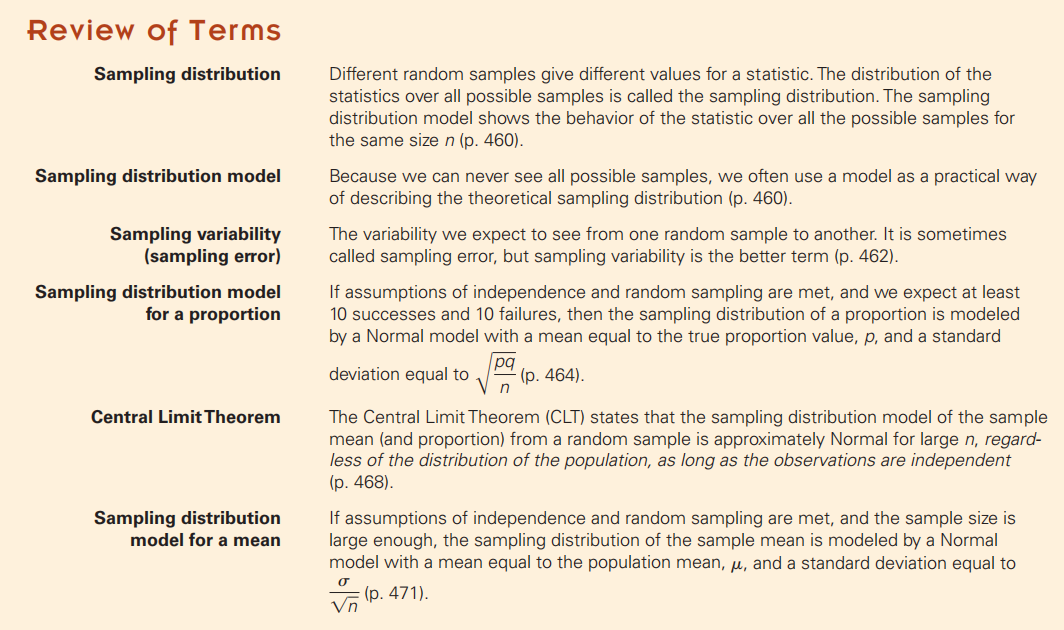 Review of Terms
Sampling distribution
Different random samples give different values for a statistic. The distribution of the
statistics over all possible samples is called the sampling distribution. The sampling
distribution model shows the behavior of the statistic over all the possible samples for
the same size n (p. 460).
Sampling distribution model
Because we can never see all possible samples, we often use a model as a practical way
of describing the theoretical sampling distribution (p. 460).
Sampling variability
(sampling error)
The variability we expect to see from one random sample to another. It is sometimes
called sampling error, but sampling variability is the better term (p. 462).
Sampling distribution model
for a proportion
If assumptions of independence and random sampling are met, and we expect at least
10 successes and 10 failures, then the sampling distribution of a proportion is modeled
by a Normal model with a mean equal to the true proportion value, p, and a standard
deviation equal to √(pq/n) (p. 464).
Central Limit Theorem
The Central Limit Theorem (CLT) states that the sampling distribution model of the sample
mean (and proportion) from a random sample is approximately Normal for large n, regard-
less of the distribution of the population, as long as the observations are independent
(p. 468).
Sampling distribution
model for a mean
If assumptions of independence and random sampling are met, and the sample size is
large enough, the sampling distribution of the sample mean is modeled by a Normal
model with a mean equal to the population mean, μ, and a standard deviation equal to
σ/√n (p. 471).